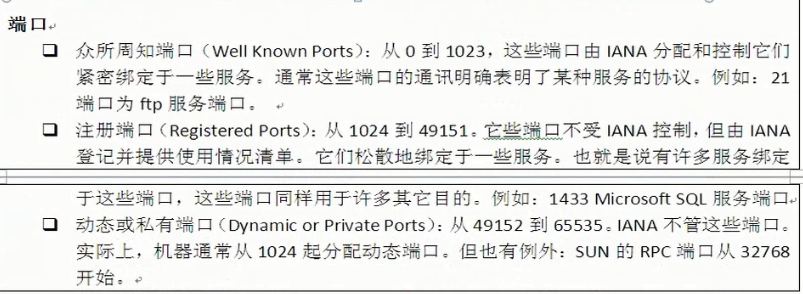 端口
众所周知端口（Well Known Ports）：从 0 到 1023，这些端口由 IANA 分配和控制它们
紧密绑定于一些服务。通常这些端口的通讯明确表明了某种服务的协议。例如：21
端口为 ftp 服务端口。
注册端口（Registered Ports）：从 1024 到 49151。它些端口不受 IANA 控制，但由 IANA
登记并提供使用情况清单。它们松散地绑定于一些服务。也就是说有许多服务绑定
于这些端口，这些端口同样用于许多其它目的。例如：1433 Microsoft SQL 服务端口
动态或私有端口（Dynamic or Private Ports）：从 49152 到 65535。IANA 不管这些端口。
实际上，机器通常从 1024 起分配动态端口。但也有例外：SUN 的 RPC 端口从 32768
开始。